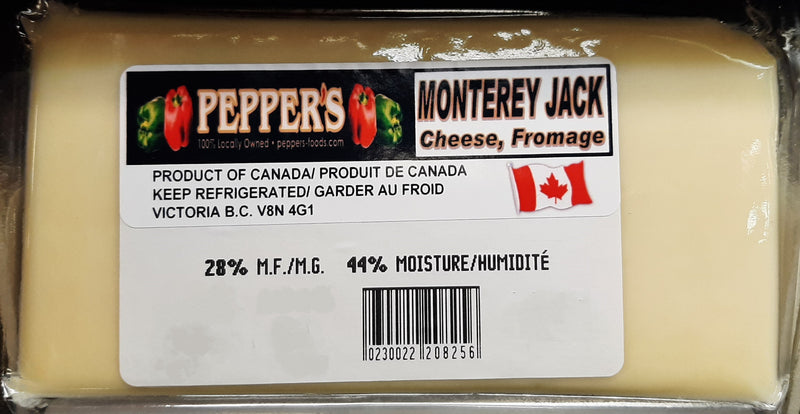 PEPPER'S
100% Locally Owned • peppers-foods.com
MONTEREY JACK
Cheese, Fromage
PRODUCT OF CANADA/ PRODUIT DE CANADA
KEEP REFRIGERATED/ GARDER AU FROID
VICTORIA B.C. V8N 4G1
28% M.F./M.G. 44% MOISTURE/HUMIDITÉ
0230022 208256